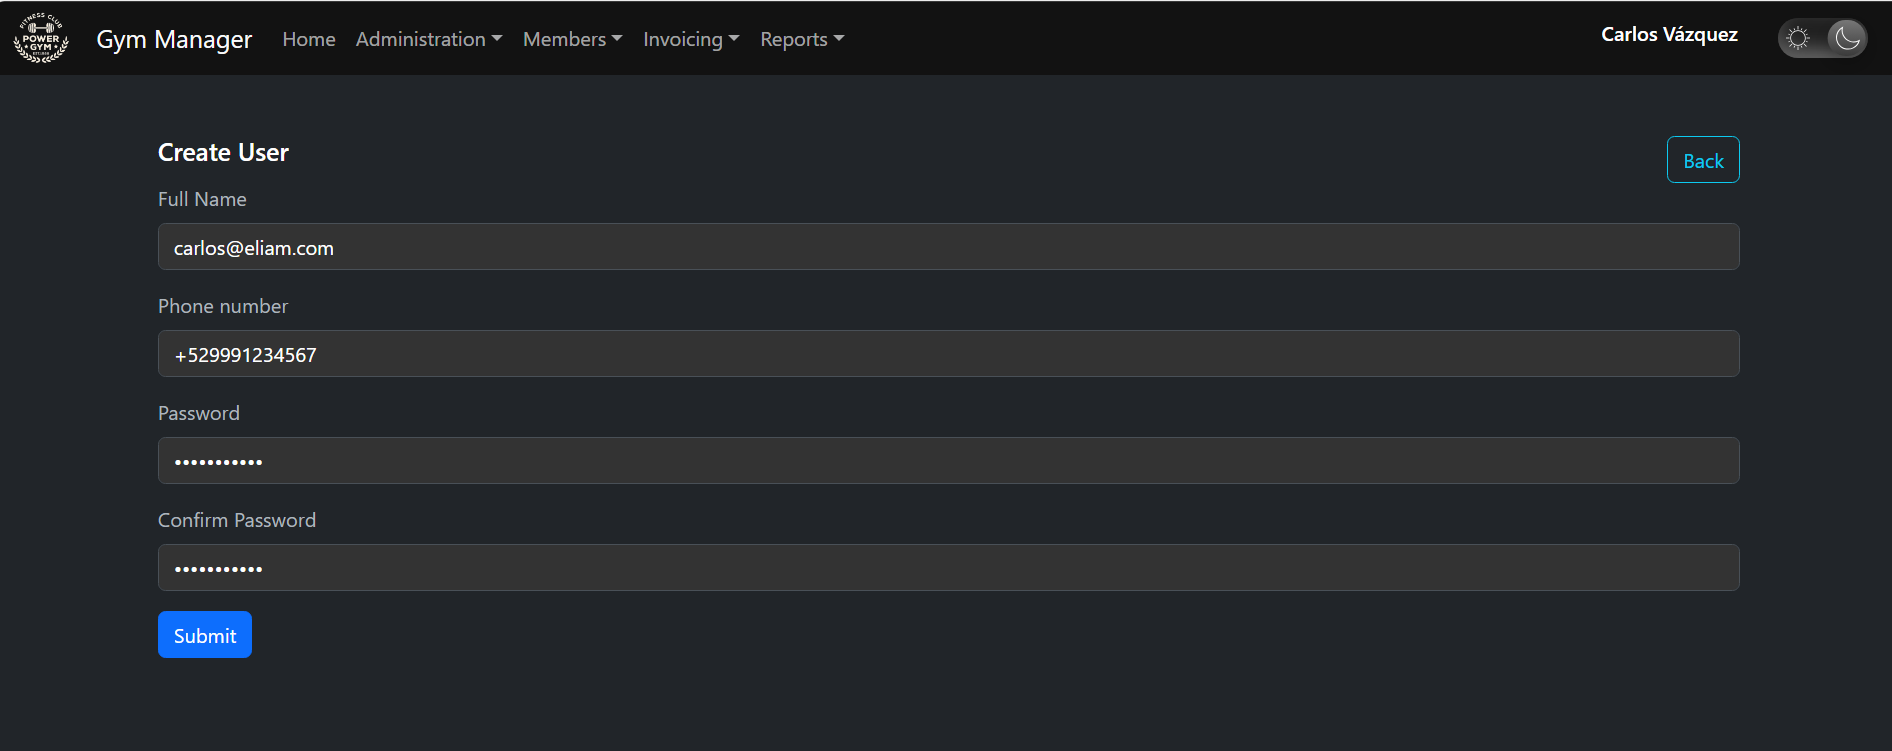 FITNESS CLUB
POWER
GYM
Gym Manager Home Administration Members Invoicing Reports Carlos Vázquez
Create User
Back
Full Name
carlos@eliam.com
Phone number
+529991234567
Password
•••••••••••
Confirm Password
•••••••••••
Submit